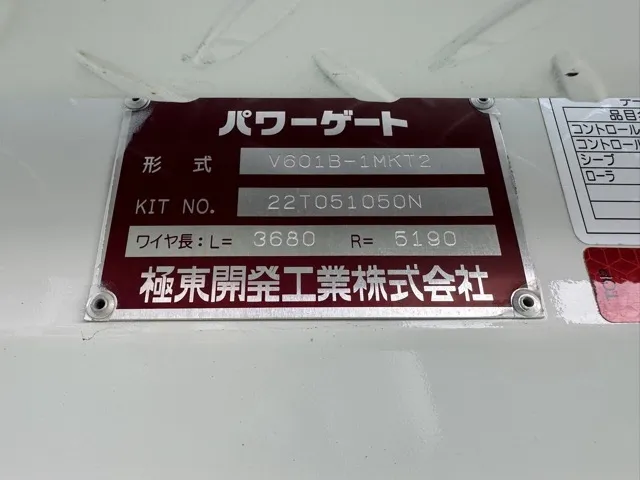 パワーゲート
形式 V601B-1MKT2
KIT NO. 22T051050N
ワイヤ長:L= 3680 R= 5190
極東開発工業株式会社
品目
コントロール
コントロール
シーブ
ローラ